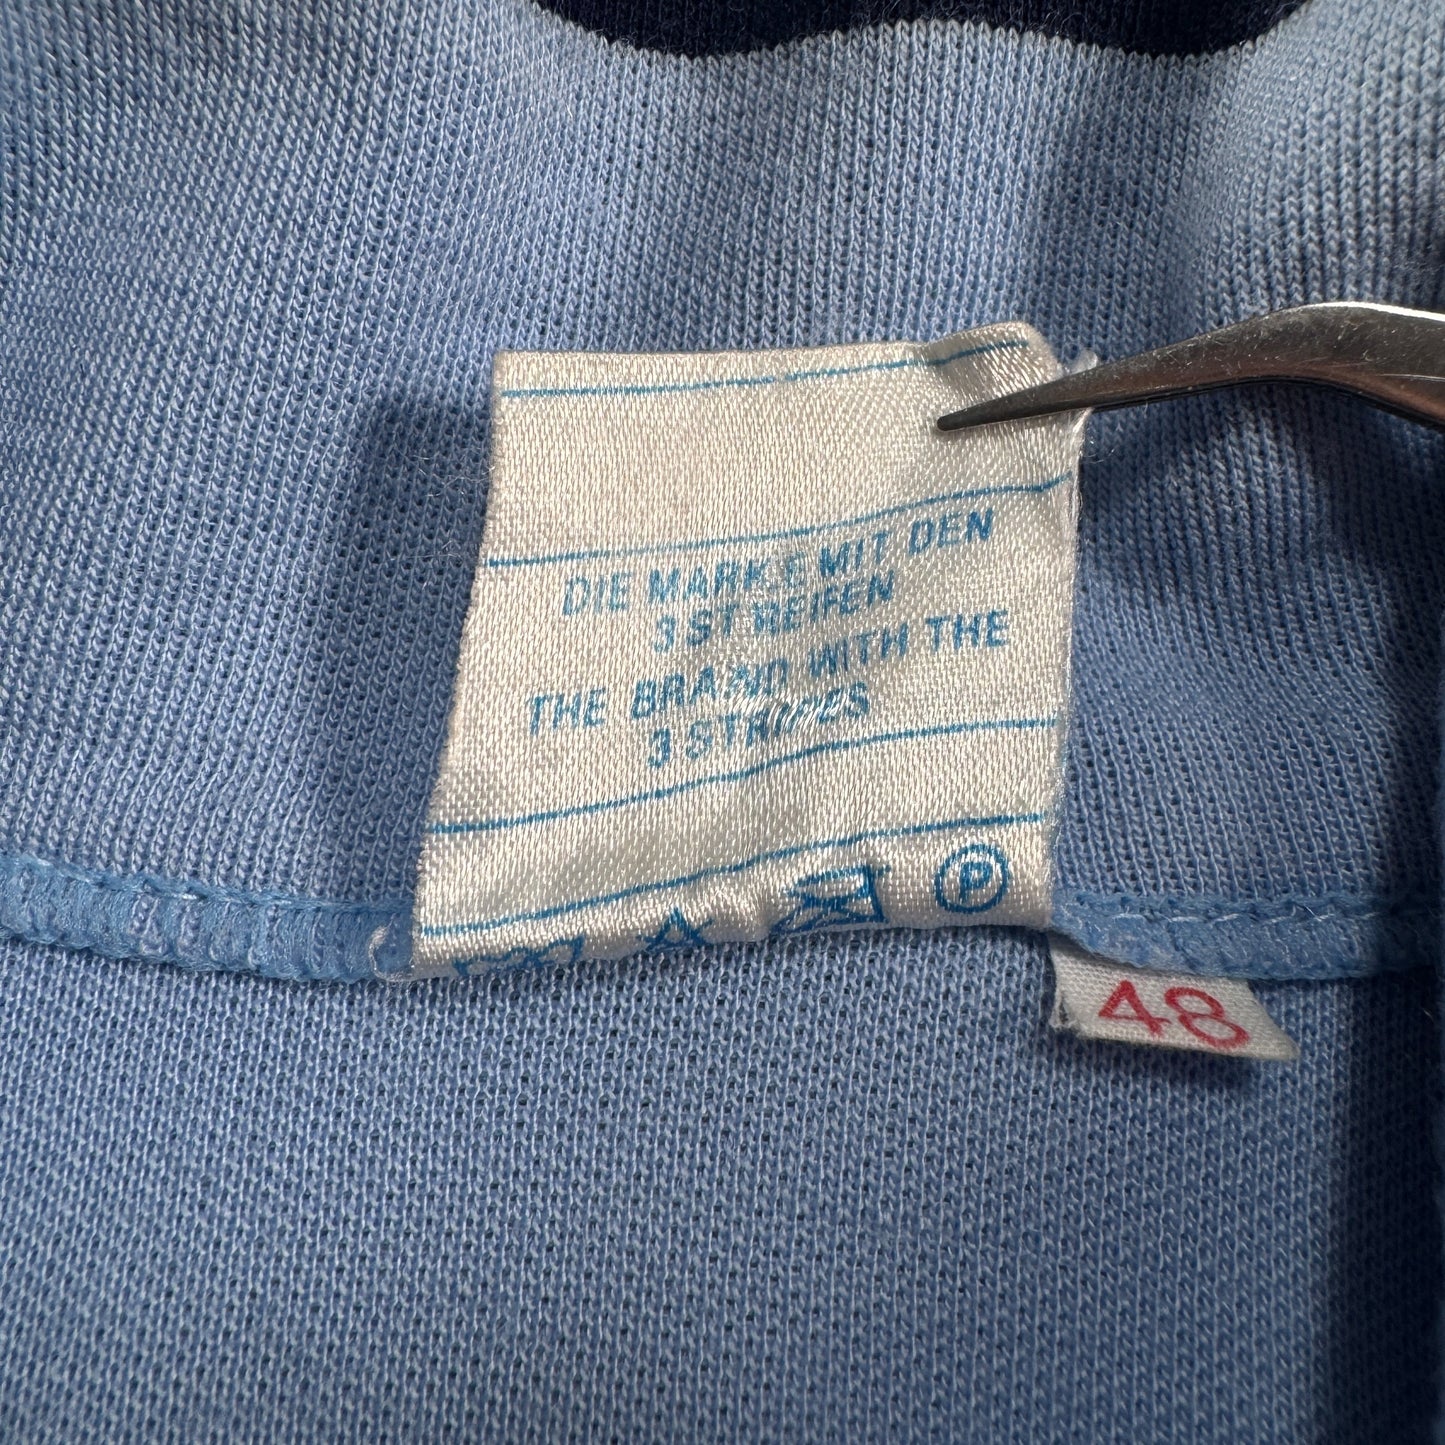 DIE MARKE MIT DEN
3 STREIFEN
THE BRAND WITH THE
3 STRIPES
P
48